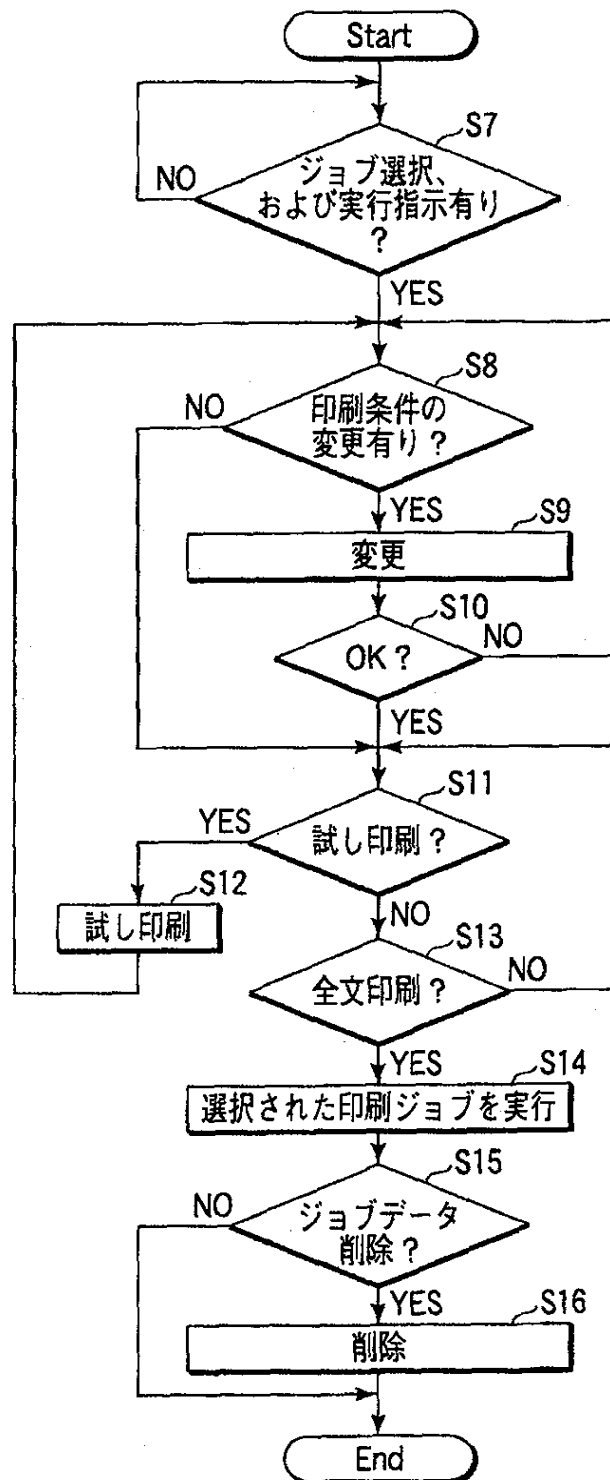 Start
S7
ジョブ選択、
および実行指示有り
?
NO
YES
S8
印刷条件の
変更有り?
NO
YES
S9
変更
S10
OK?
NO
YES
S11
試し印刷?
YES
S12
試し印刷
NO
S13
全文印刷?
NO
YES
S14
選択された印刷ジョブを実行
S15
ジョブデータ
削除?
NO
YES
S16
削除
End